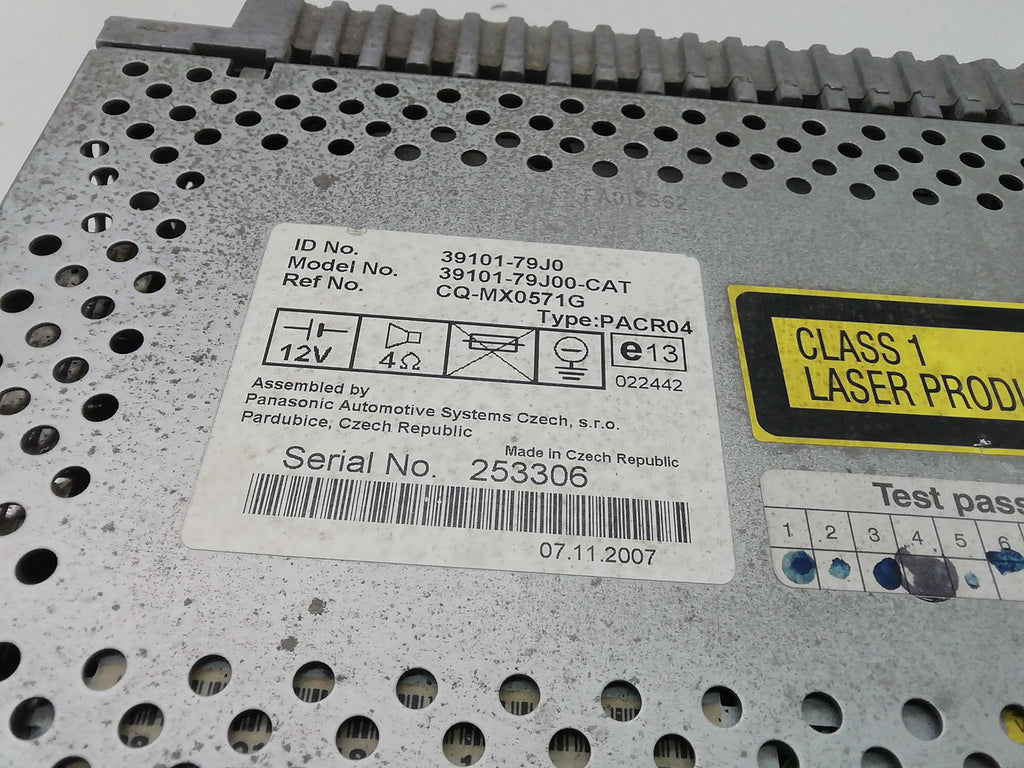 FA012562
ID No. 39101-79J0
Model No. 39101-79J00-CAT
Ref No. CQ-MX0571G
Type:PACR04
12V 4Ω e13
022442
Assembled by
Panasonic Automotive Systems Czech, s.r.o.
Pardubice, Czech Republic
Made in Czech Republic
Serial No. 253306
07.11.2007
CLASS 1
LASER PRODU
Test pass
1 2 3 4 5 6